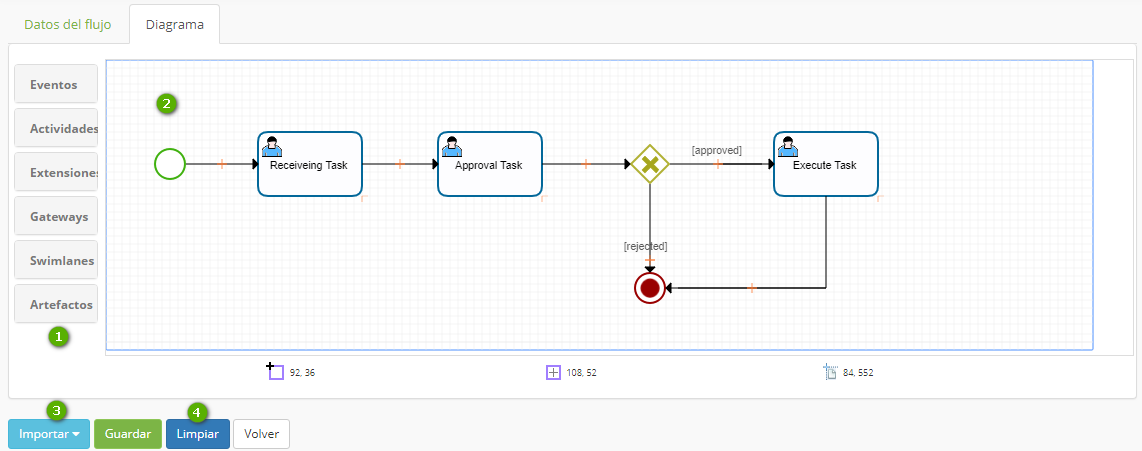 Datos del flujo
Diagrama
Eventos
Actividades
Extensiones
Gateways
Swimlanes
Artefactos
1
2
Receiveing Task
Approval Task
[approved]
Execute Task
[rejected]
92, 36
108, 52
84, 552
3
4
Importar
Guardar
Limpiar
Volver